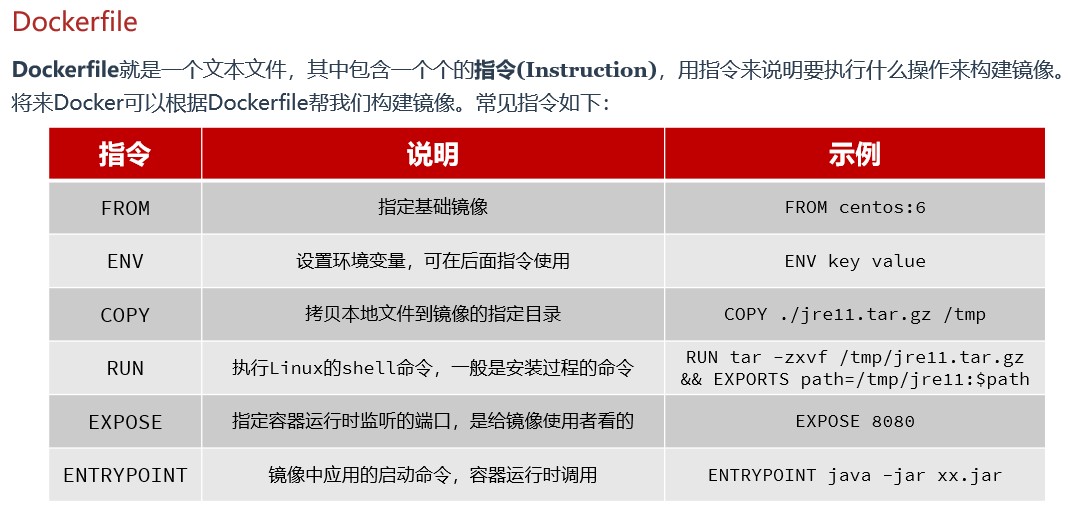 Dockerfile
Dockerfile就是一个文本文件，其中包含一个个的指令(Instruction)，用指令来说明要执行什么操作来构建镜像。
将来Docker可以根据Dockerfile帮我们构建镜像。常见指令如下：
指令 说明 示例
FROM 指定基础镜像 FROM centos:6
ENV 设置环境变量，可在后面指令使用 ENV key value
COPY 拷贝本地文件到镜像的指定目录 COPY ./jre11.tar.gz /tmp
RUN 执行Linux的shell命令，一般是安装过程的命令 RUN tar -zxvf /tmp/jre11.tar.gz
&& EXPORTS path=/tmp/jre11:$path
EXPOSE 指定容器运行时监听的端口，是给镜像使用者看的 EXPOSE 8080
ENTRYPOINT 镜像中应用的启动命令，容器运行时调用 ENTRYPOINT java -jar xx.jar